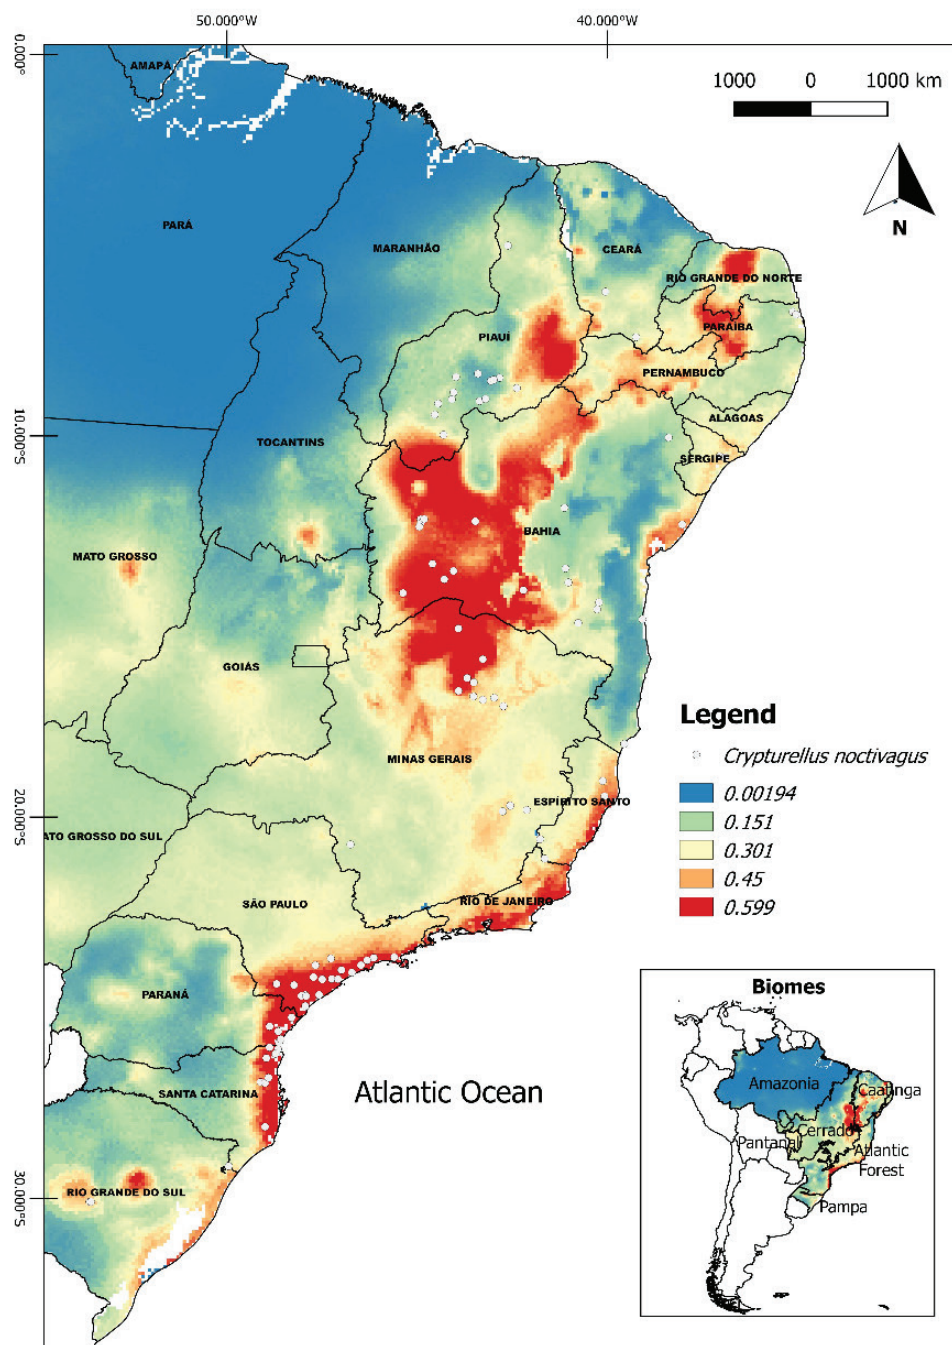 50.000°W
40.000°W
0.000°
10.000°S
20.000°S
30.000°S
1000 0 1000 km
N
AMAPÁ
PARÁ
MARANHÃO
CEARÁ
RIO GRANDE DO NORTE
PARAÍBA
PIAUÍ
PERNAMBUCO
ALAGOAS
SERGIPE
TOCANTINS
BAHIA
MATO GROSSO
GOIÁS
MINAS GERAIS
ESPÍRITO SANTO
ATO GROSSO DO SUL
SÃO PAULO
RIO DE JANEIRO
PARANÁ
SANTA CATARINA
RIO GRANDE DO SUL
Atlantic Ocean
Legend
Crypturellus noctivagus
0.00194
0.151
0.301
0.45
0.599
Biomes
Amazonia
Caatinga
Cerrado
Pantanal
Atlantic
Forest
Pampa